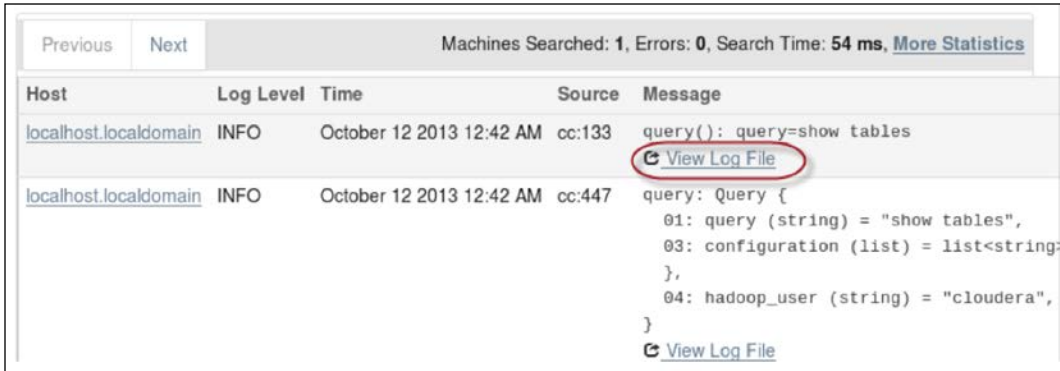 Previous Next Machines Searched: 1, Errors: 0, Search Time: 54 ms, More Statistics
Host Log Level Time Source Message
localhost.localdomain INFO October 12 2013 12:42 AM cc:133 query(): query=show tables
View Log File
localhost.localdomain INFO October 12 2013 12:42 AM cc:447 query: Query {
01: query (string) = "show tables",
03: configuration (list) = list<string>
},
04: hadoop_user (string) = "cloudera",
}
View Log File